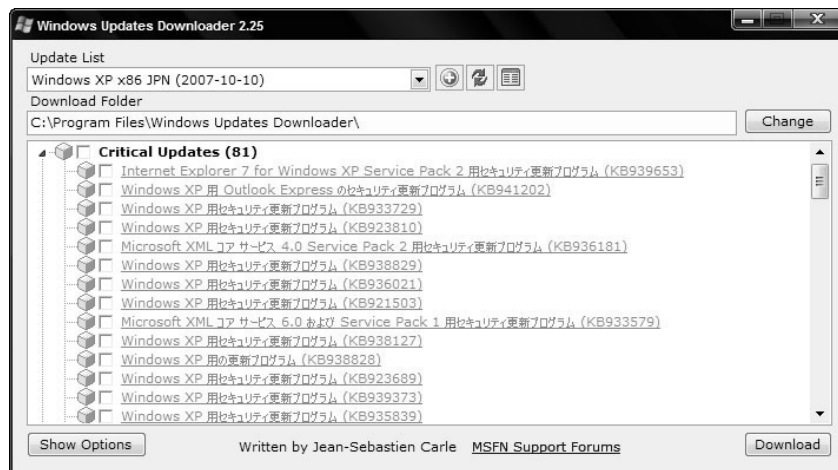 Windows Updates Downloader 2.25
Update List
Windows XP x86 JPN (2007-10-10)
Download Folder
C:\Program Files\Windows Updates Downloader\
Change
Critical Updates (81)
Internet Explorer 7 for Windows XP Service Pack 2 用セキュリティ更新プログラム (KB939653)
Windows XP 用 Outlook Express のセキュリティ更新プログラム (KB941202)
Windows XP 用セキュリティ更新プログラム (KB933729)
Windows XP 用セキュリティ更新プログラム (KB923810)
Microsoft XML コア サービス 4.0 Service Pack 2 用セキュリティ更新プログラム (KB936181)
Windows XP 用セキュリティ更新プログラム (KB938829)
Windows XP 用セキュリティ更新プログラム (KB936021)
Windows XP 用セキュリティ更新プログラム (KB921503)
Microsoft XML コア サービス 6.0 および Service Pack 1 用セキュリティ更新プログラム (KB933579)
Windows XP 用セキュリティ更新プログラム (KB938127)
Windows XP 用の更新プログラム (KB938828)
Windows XP 用セキュリティ更新プログラム (KB923689)
Windows XP 用セキュリティ更新プログラム (KB939373)
Windows XP 用セキュリティ更新プログラム (KB935839)
Show Options
Written by Jean-Sebastien Carle MSFN Support Forums
Download